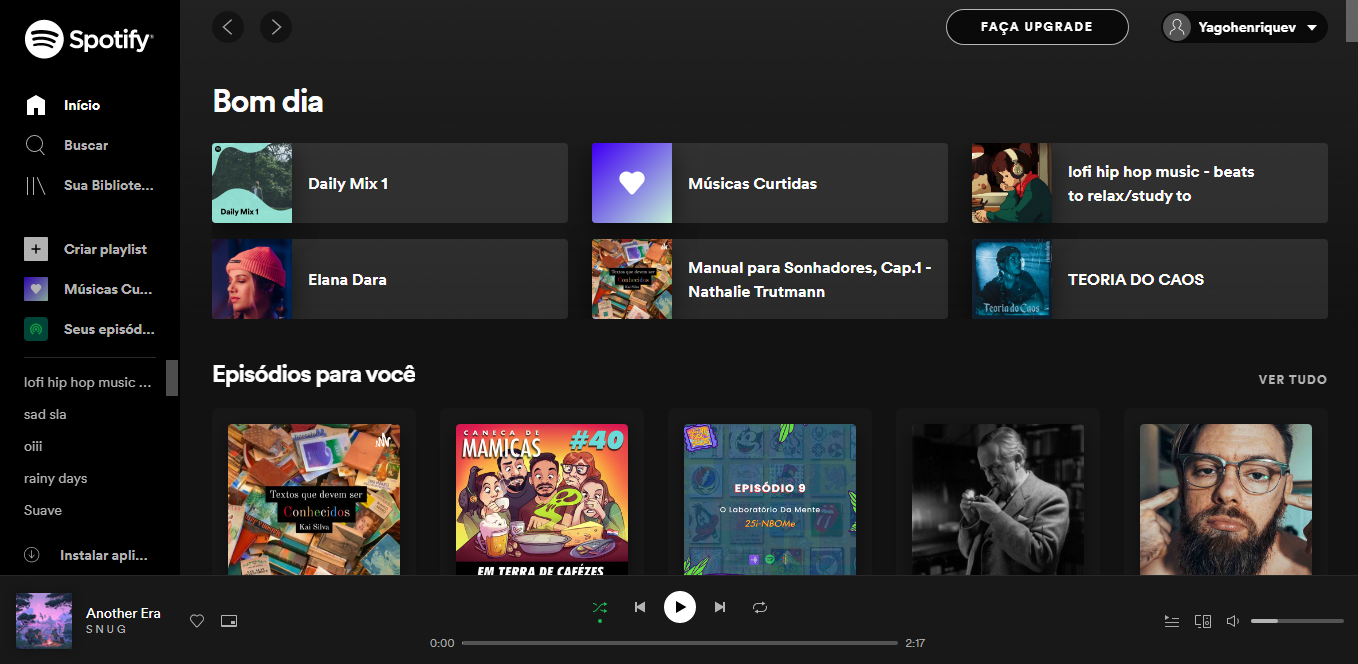 Spotify
Início
Buscar
Sua Bibliote...
Criar playlist
Músicas Cu...
Seus episód...
lofi hip hop music ...
sad sla
oiii
rainy days
Suave
Instalar apli...
FAÇA UPGRADE
Yagohenriquev
Bom dia
Daily Mix 1
Daily Mix 1
Músicas Curtidas
lofi hip hop music - beats
to relax/study to
Elana Dara
Textos que devem ser
Conhecidos
Kai Silva
Manual para Sonhadores, Cap.1 -
Nathalie Trutmann
Teoria do Caos
TEORIA DO CAOS
Episódios para você
VER TUDO
Textos que devem ser
Conhecidos
Kai Silva
CANECA DE
MAMICAS
#40
EM TERRA DE CAFÉZES
EPISÓDIO 9
O Laboratório Da Mente
25i-NBOMe
Another Era
SNUG
0:00
2:17